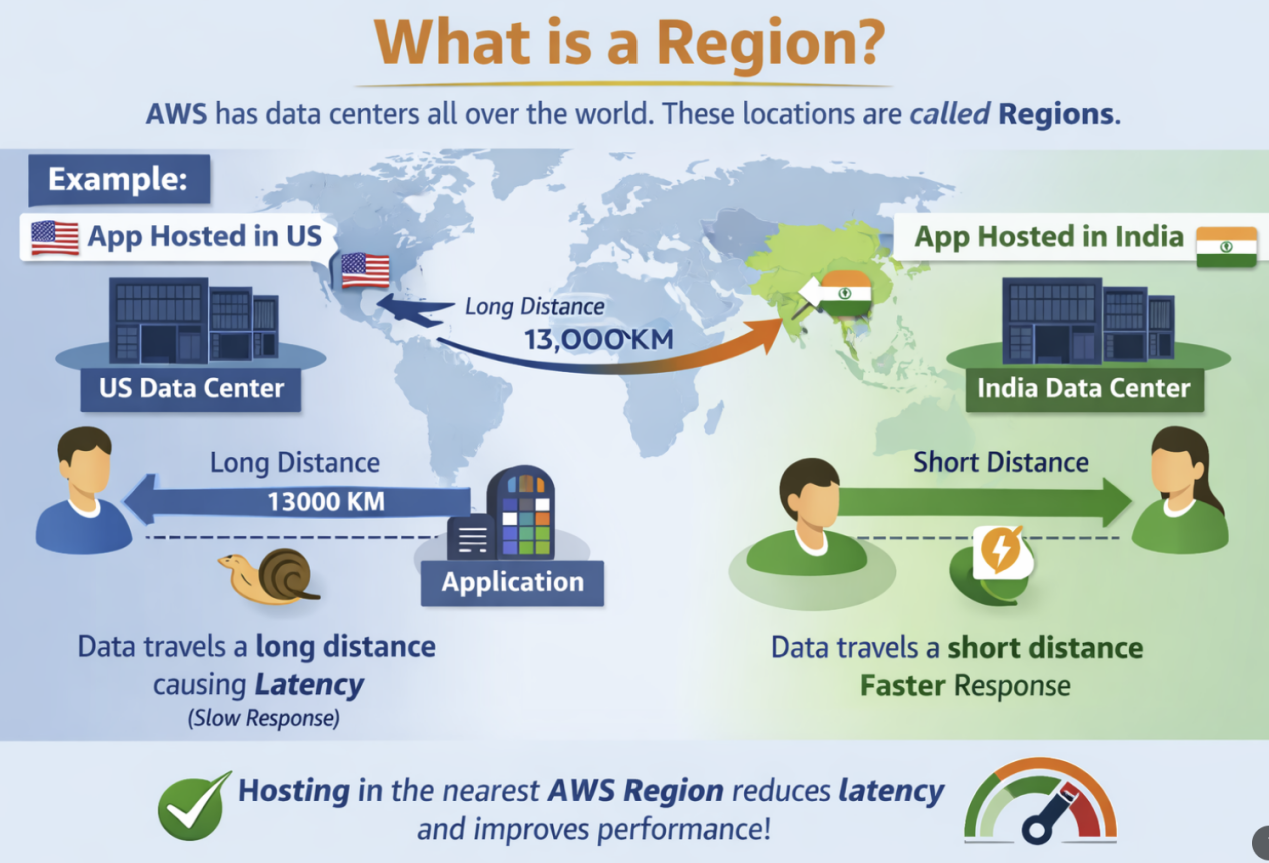 What is a Region?
AWS has data centers all over the world. These locations are called Regions.
Example:
App Hosted in US
App Hosted in India
Long Distance
13,000 KM
US Data Center
India Data Center
Long Distance
13000 KM
Short Distance
Application
Data travels a long distance
causing Latency
(Slow Response)
Data travels a short distance
Faster Response
Hosting in the nearest AWS Region reduces latency
and improves performance!